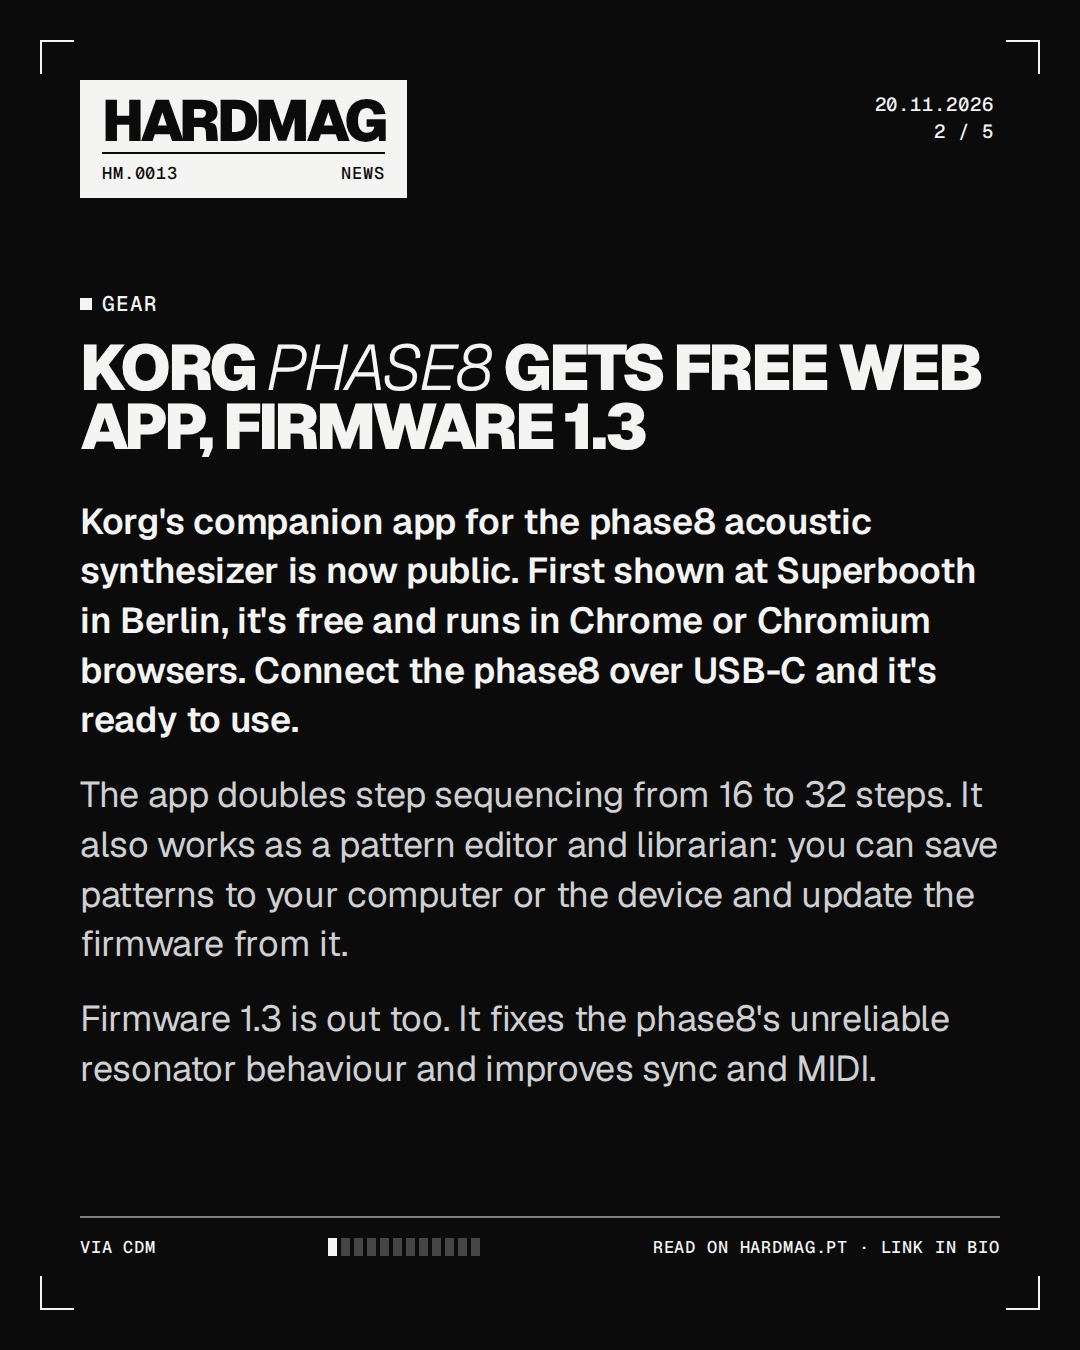 HARDMAG
HM.0013 NEWS
20.11.2026
2 / 5
GEAR
KORG PHASE8 GETS FREE WEB
APP, FIRMWARE 1.3
Korg's companion app for the phase8 acoustic
synthesizer is now public. First shown at Superbooth
in Berlin, it's free and runs in Chrome or Chromium
browsers. Connect the phase8 over USB-C and it's
ready to use.
The app doubles step sequencing from 16 to 32 steps. It
also works as a pattern editor and librarian: you can save
patterns to your computer or the device and update the
firmware from it.
Firmware 1.3 is out too. It fixes the phase8's unreliable
resonator behaviour and improves sync and MIDI.
VIA CDM
READ ON HARDMAG.PT · LINK IN BIO